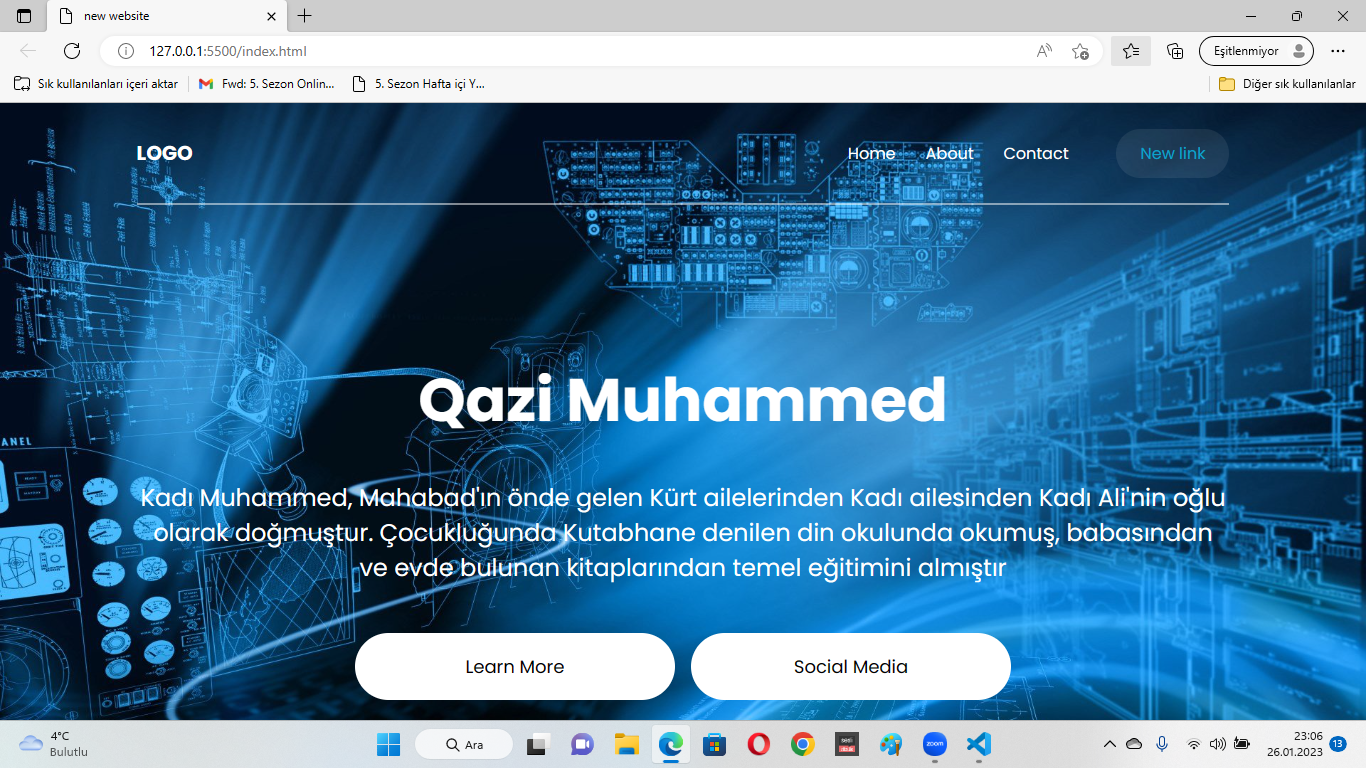 new website
127.0.0.1:5500/index.html
Eşitlenmiyor
Sık kullanılanları içeri aktar
Fwd: 5. Sezon Onlin...
5. Sezon Hafta içi Y...
Diğer sık kullanılanlar
LOGO
Home About Contact New link
Qazi Muhammed
Kadı Muhammed, Mahabad'ın önde gelen Kürt ailelerinden Kadı ailesinden Kadı Ali'nin oğlu
olarak doğmuştur. Çocukluğunda Kutabhane denilen din okulunda okumuş, babasından
ve evde bulunan kitaplarından temel eğitimini almıştır
ANEL
Learn More
Social Media
4°C
Bulutlu
Ara
zoom
23:06
26.01.2023
13